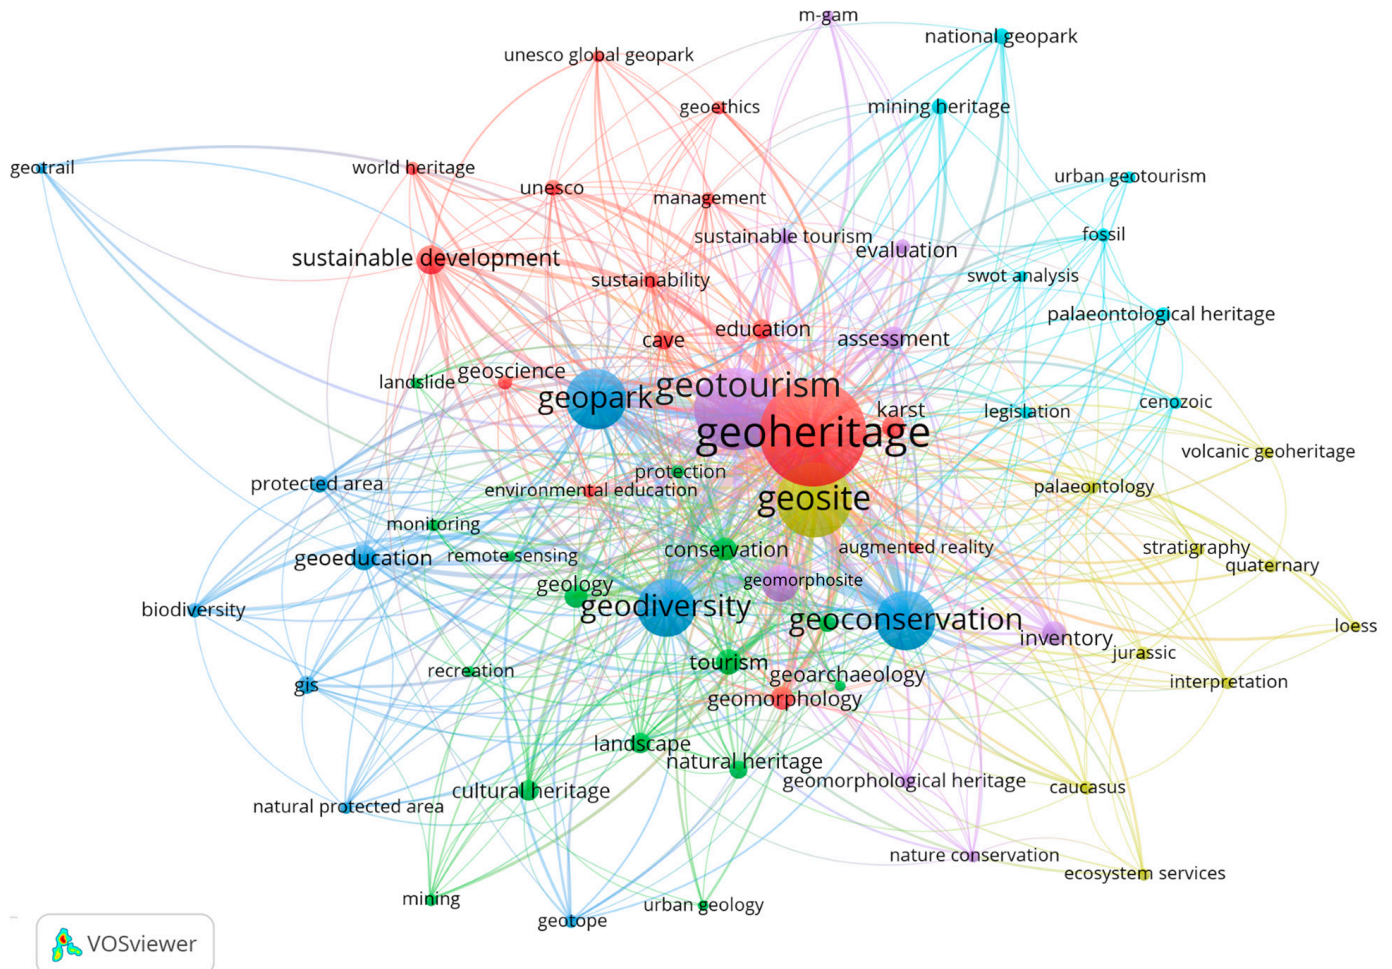 m-gam
national geopark
unesco global geopark
geoethics
mining heritage
geotrail
world heritage
unesco
management
urban geotourism
sustainable tourism
evaluation
fossil
sustainable development
sustainability
swot analysis
palaeontological heritage
cave
education
assessment
landslide
geoscience
geopark
geotourism
karst
legislation
cenozoic
geoheritage
volcanic geoheritage
protected area
protection
environmental education
geosite
palaeontology
monitoring
remote sensing
conservation
augmented reality
stratigraphy
quaternary
geoeducation
geology
geomorphosite
biodiversity
geodiversity
geoconservation
inventory
loess
jurassic
recreation
tourism
geoarchaeology
interpretation
gis
geomorphology
landscape
natural heritage
geomorphological heritage
caucasus
cultural heritage
natural protected area
nature conservation
ecosystem services
mining
urban geology
geotope
VOSviewer